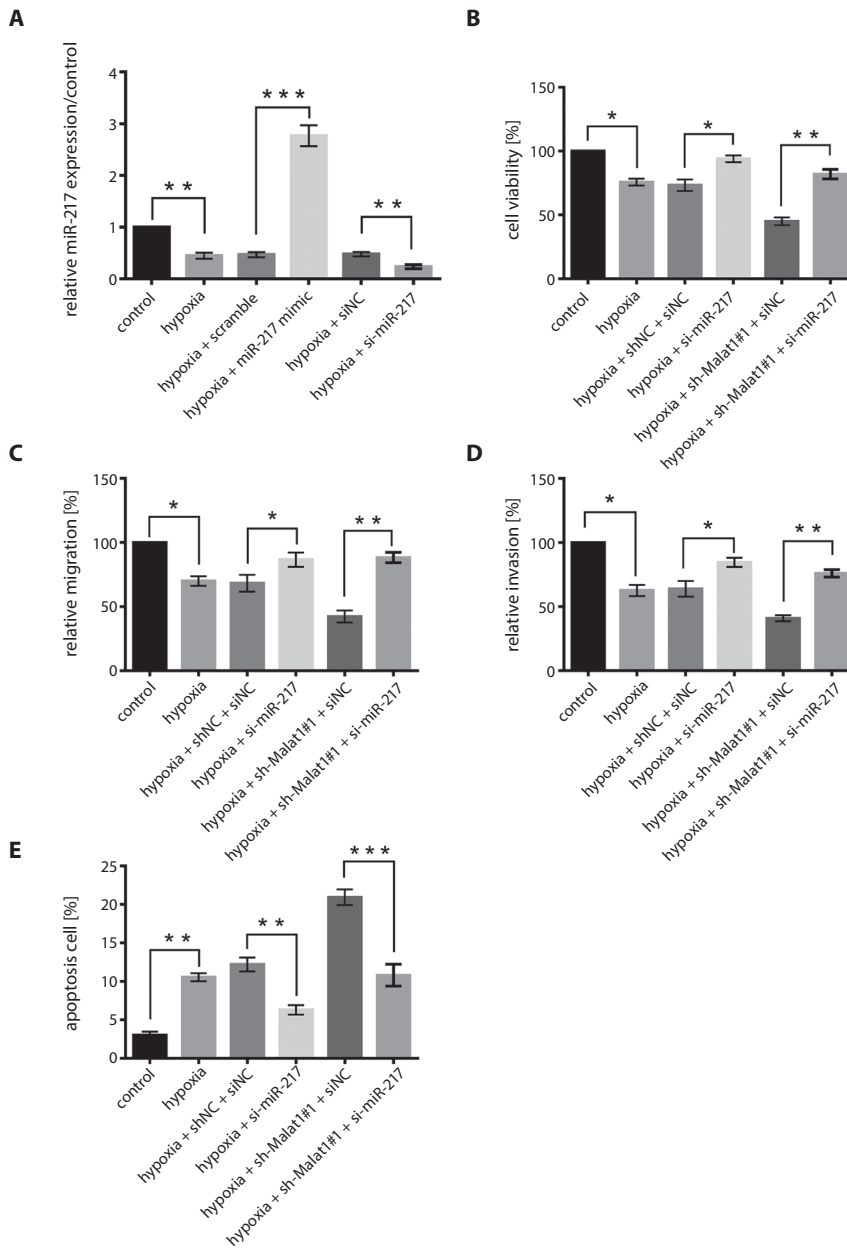 A
relative miR-217 expression/control
4
3
2
1
0
* *
* * *
* *
control
hypoxia
hypoxia + scramble
hypoxia + miR-217 mimic
hypoxia + siNC
hypoxia + si-miR-217
B
cell viability [%]
150
100
50
0
*
*
* *
control
hypoxia
hypoxia + shNC + siNC
hypoxia + si-miR-217
hypoxia + sh-Malat1#1 + siNC
hypoxia + sh-Malat1#1 + si-miR-217
C
relative migration [%]
150
100
50
0
*
*
* *
control
hypoxia
hypoxia + shNC + siNC
hypoxia + si-miR-217
hypoxia + sh-Malat1#1 + siNC
hypoxia + sh-Malat1#1 + si-miR-217
D
relative invasion [%]
150
100
50
0
*
*
* *
control
hypoxia
hypoxia + shNC + siNC
hypoxia + si-miR-217
hypoxia + sh-Malat1#1 + siNC
hypoxia + sh-Malat1#1 + si-miR-217
E
apoptosis cell [%]
25
20
15
10
5
0
* *
* *
* * *
control
hypoxia
hypoxia + shNC + siNC
hypoxia + si-miR-217
hypoxia + sh-Malat1#1 + siNC
hypoxia + sh-Malat1#1 + si-miR-217